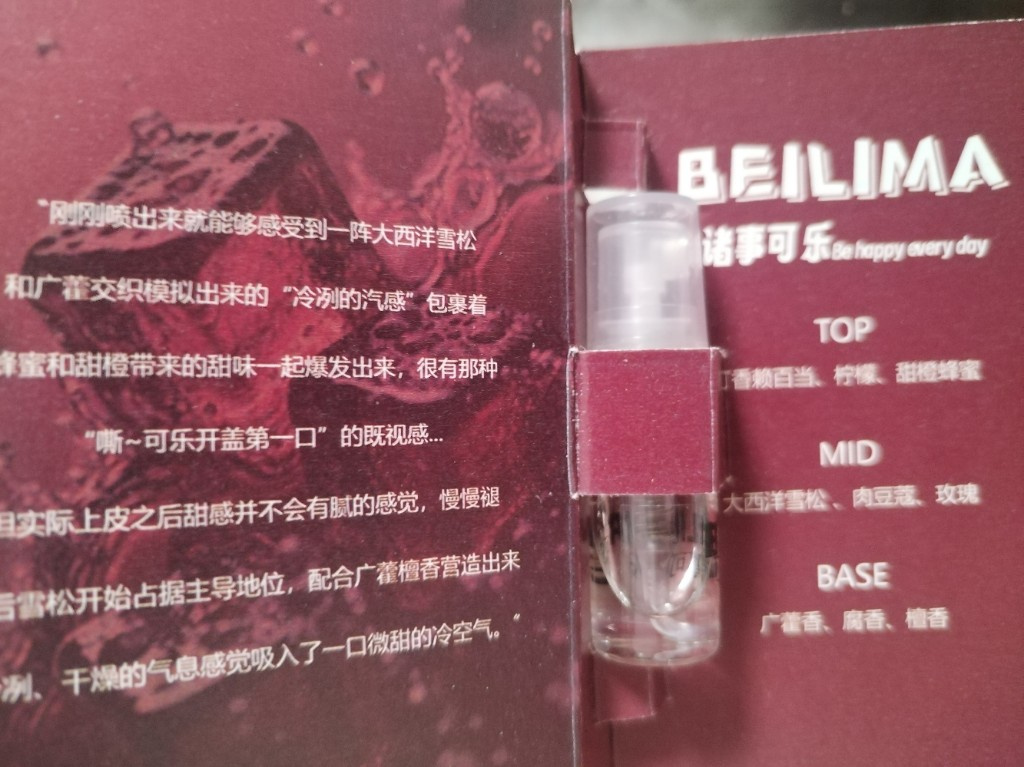 “刚刚喷出来就能够感受到一阵大西洋雪松
和广藿交织模拟出来的“冷冽的汽感”包裹着
蜂蜜和甜橙带来的甜味一起爆发出来，很有那种
“嘶~可乐开盖第一口”的既视感...
但实际上皮之后甜感并不会有腻的感觉，慢慢褪
后雪松开始占据主导地位，配合广藿檀香营造出来
冽、干燥的气息感觉吸入了一口微甜的冷空气。”
BEILIMA
诸事可乐 Be happy every day
TOP
丁香赖百当、柠檬、甜橙蜂蜜
MID
大西洋雪松、肉豆蔻、玫瑰
BASE
广藿香、腐香、檀香